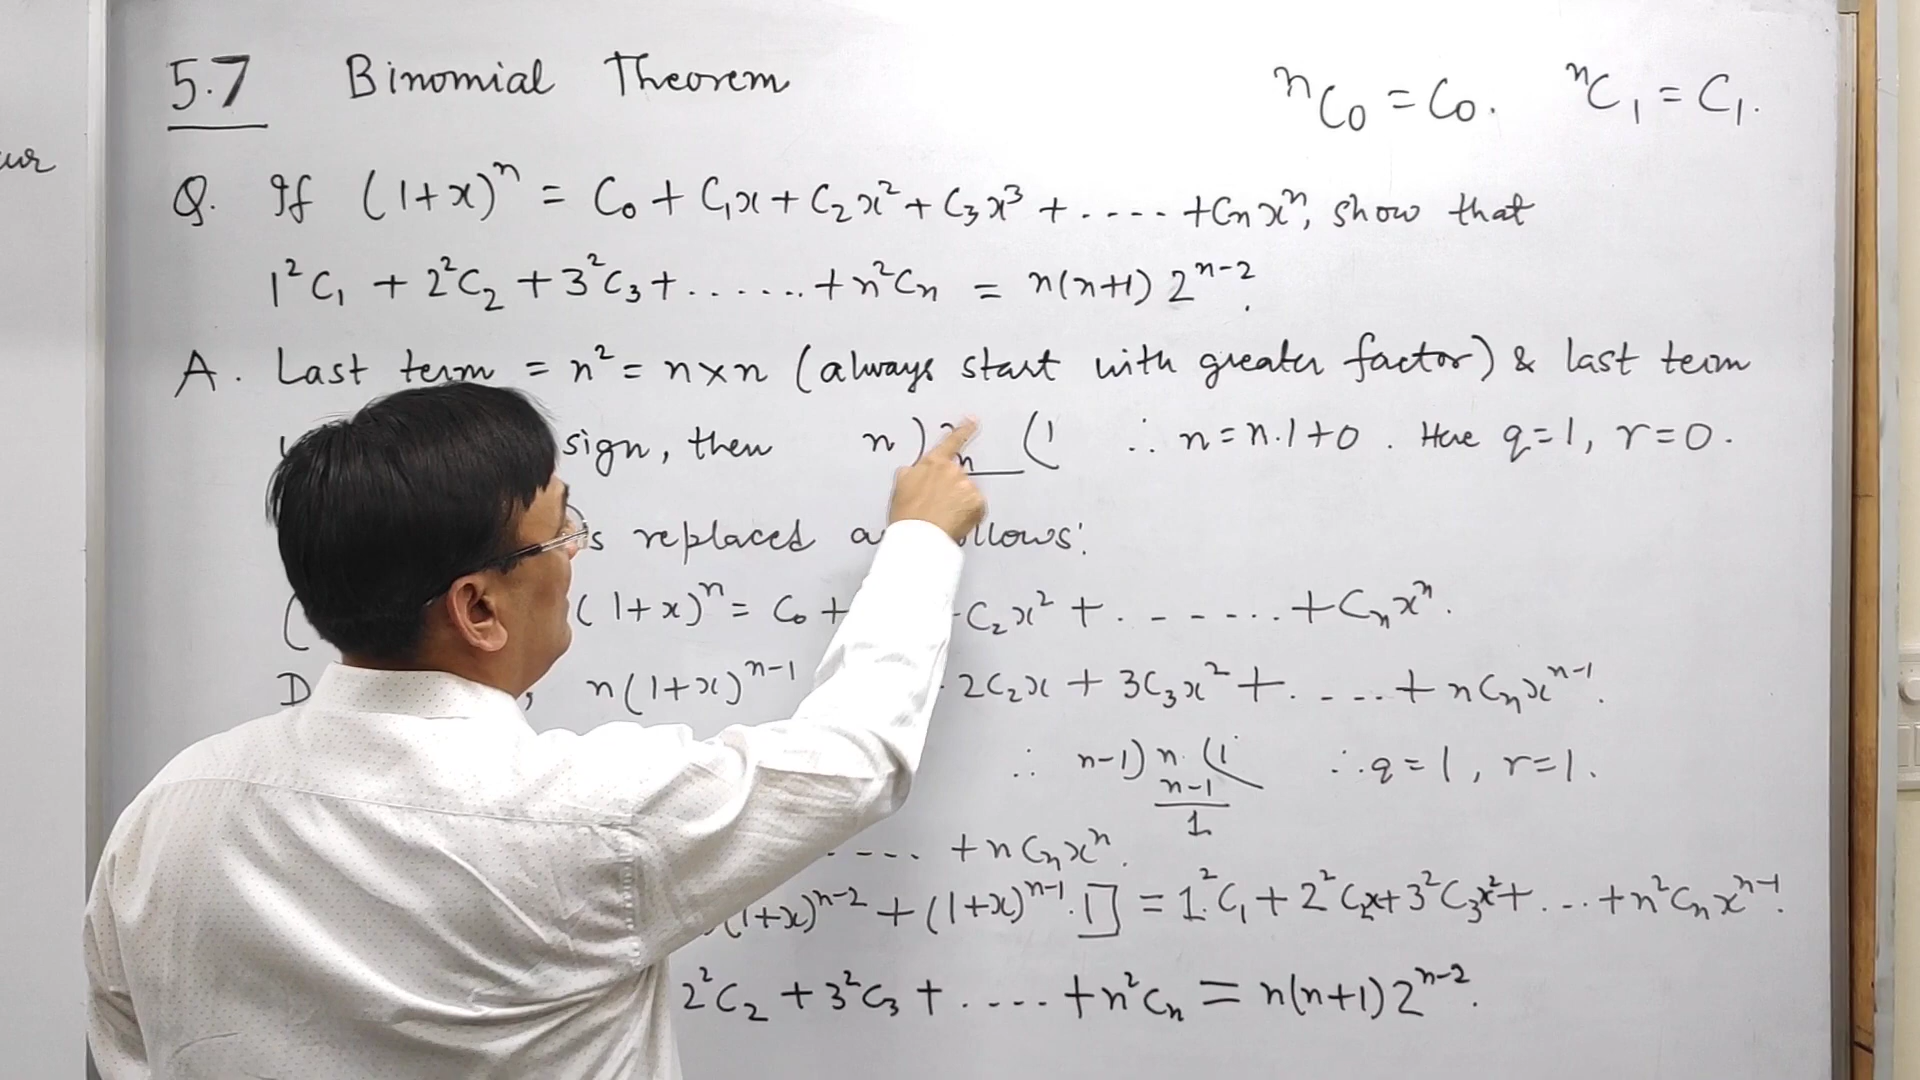 5.7 Binomial Theorem
ⁿC₀ = C₀. ⁿC₁ = C₁.
Q. If (1+x)ⁿ = C₀ + C₁x + C₂x² + C₃x³ + ..... + Cₙxⁿ, show that
1²C₁ + 2²C₂ + 3²C₃ + ...... + n²Cₙ = n(n+1) 2ⁿ⁻².
A. Last term = n² = n×n (always start with greater factor) & last term
sign, then n ) n ( 1 ∴ n = n.1+0 . Here q=1, r=0.
n
replaced
(1+x)ⁿ = C₀ + C₂x² + ....... + Cₙxⁿ.
n(1+x)ⁿ⁻¹ 2C₂x + 3C₃x² + ..... + nCₙxⁿ⁻¹.
∴ n-1) n (1 ∴ q=1, r=1.
n-1
1
.... + nCₙxⁿ.
(1+x)ⁿ⁻² + (1+x)ⁿ⁻¹.1] = 1².C₁ + 2²C₂x + 3²C₃x² + ... + n²Cₙxⁿ⁻¹.
2²C₂ + 3²C₃ + ..... + n²Cₙ = n(n+1) 2ⁿ⁻².